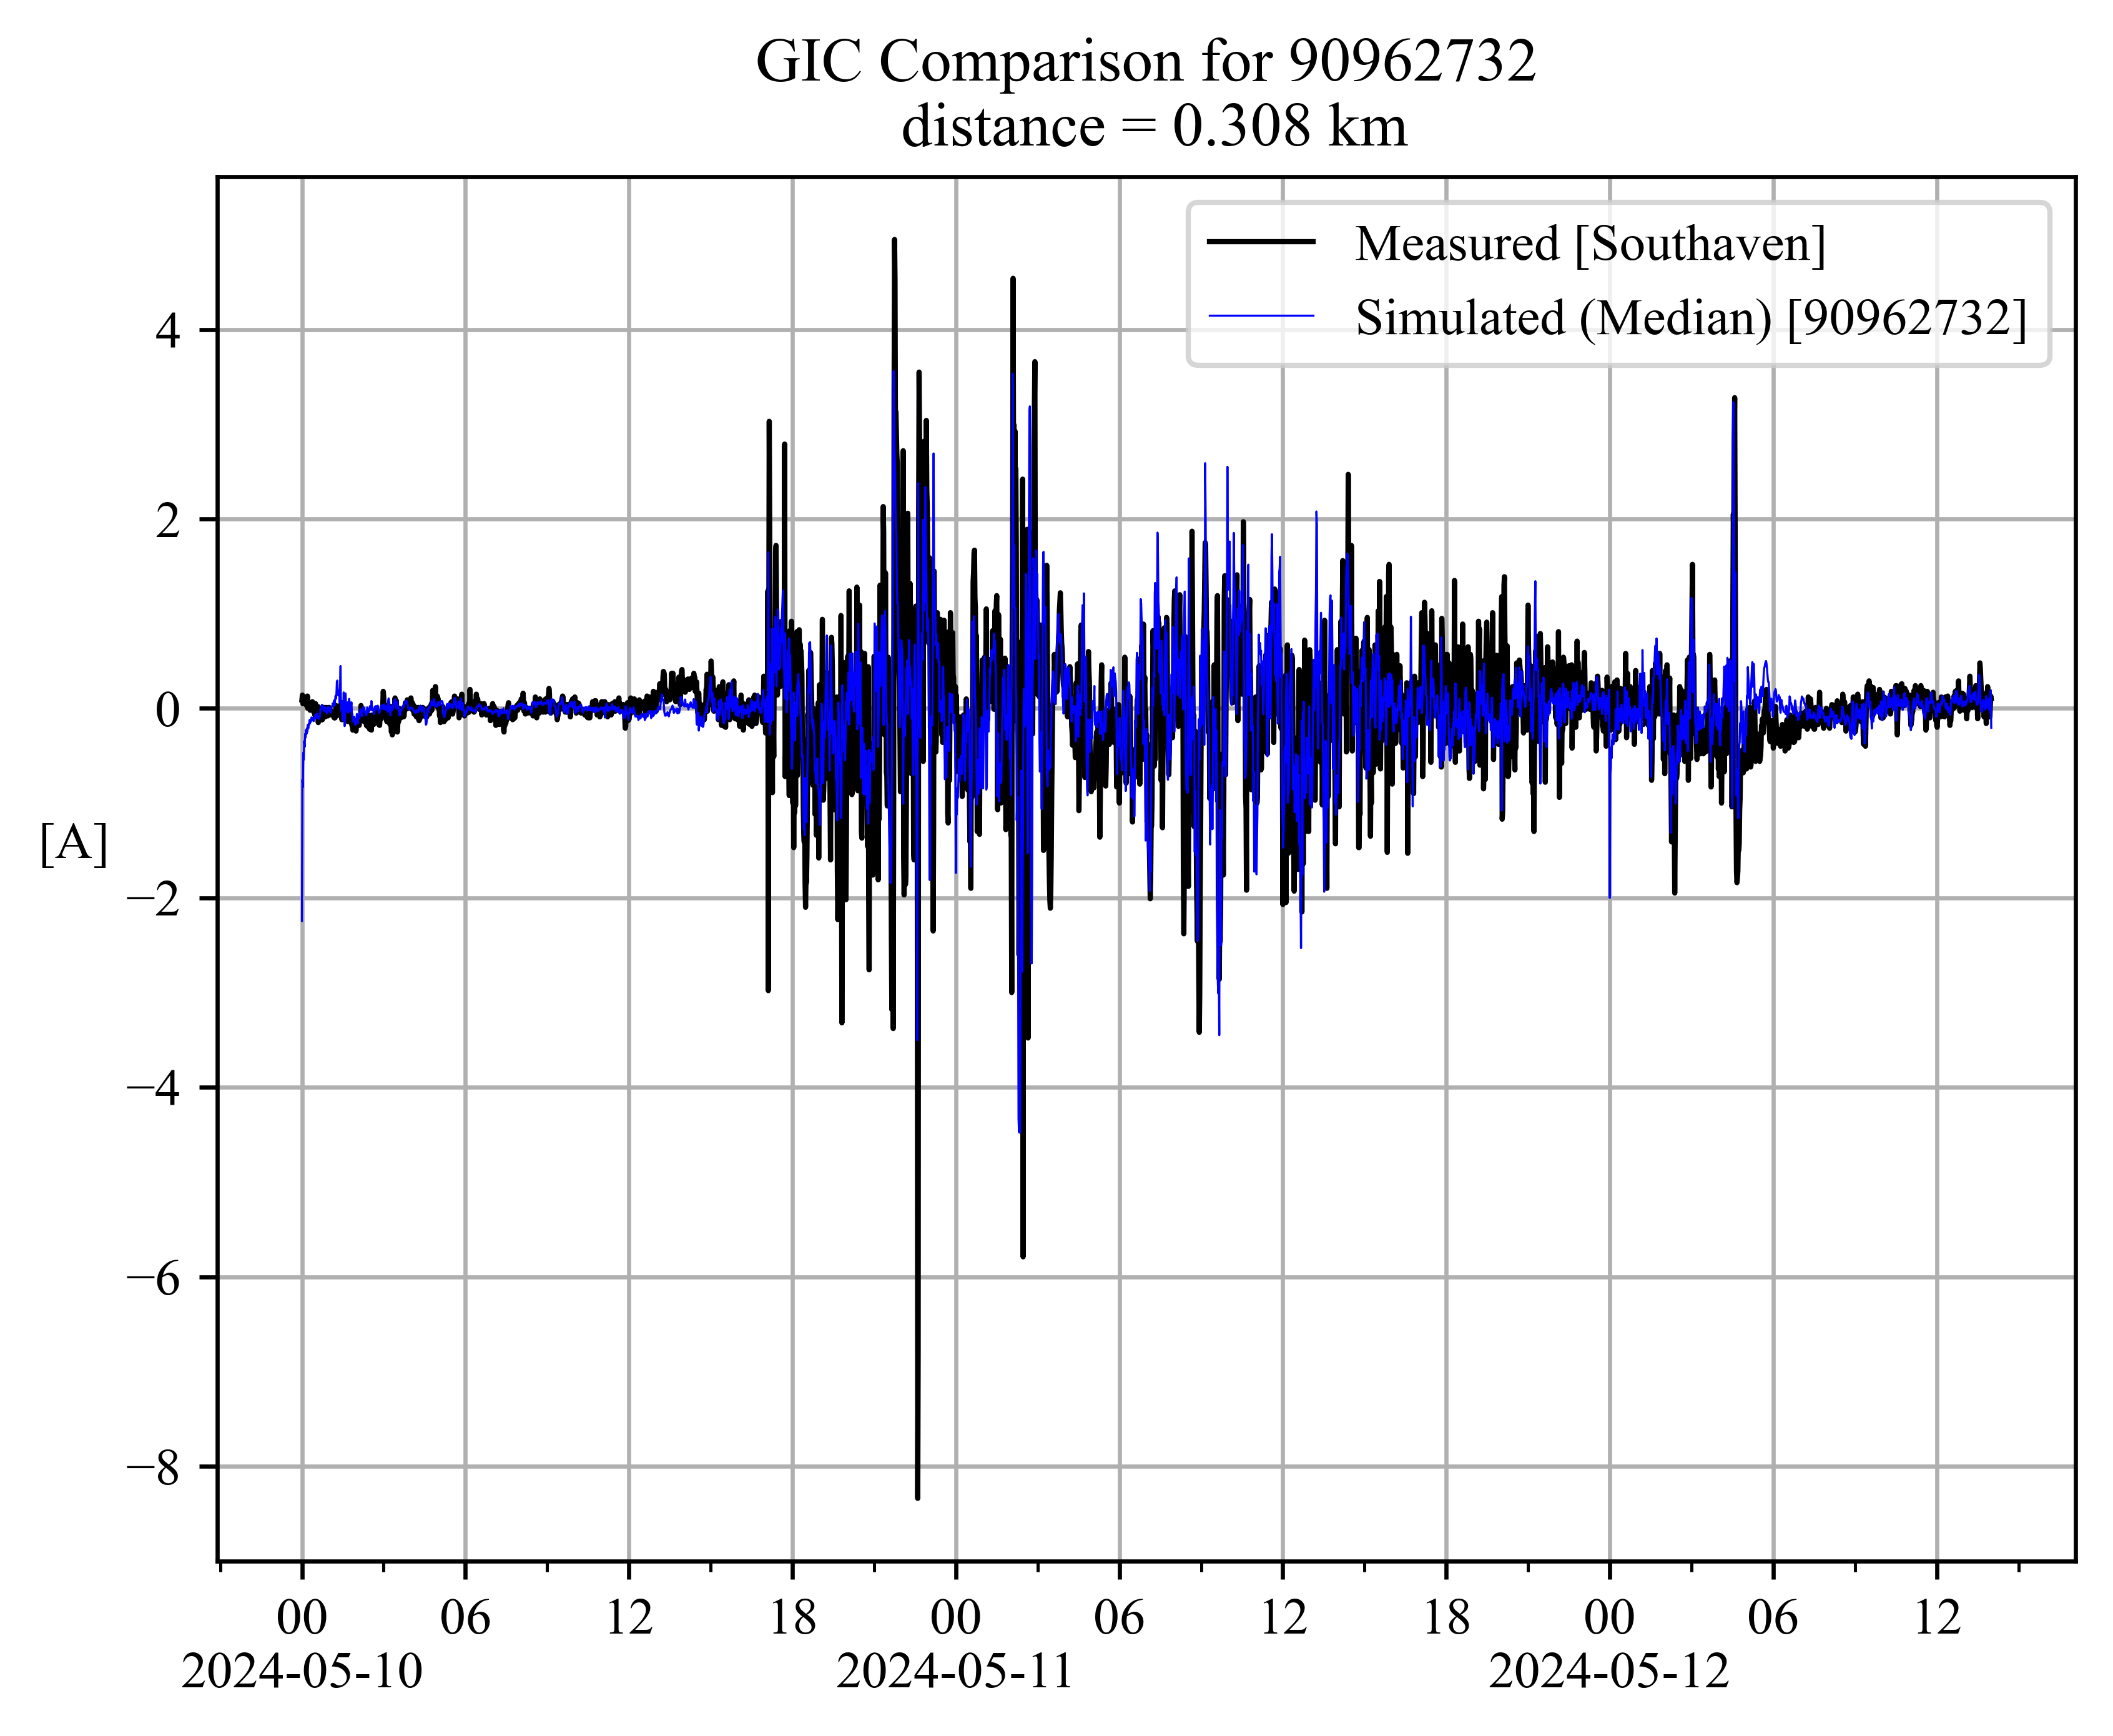 GIC Comparison for 90962732
distance = 0.308 km
Measured [Southaven]
Simulated (Median) [90962732]
4
2
0
−2
−4
−6
−8
[A]
00 06 12 18 00 06 12 18 00 06 12
2024-05-10 2024-05-11 2024-05-12